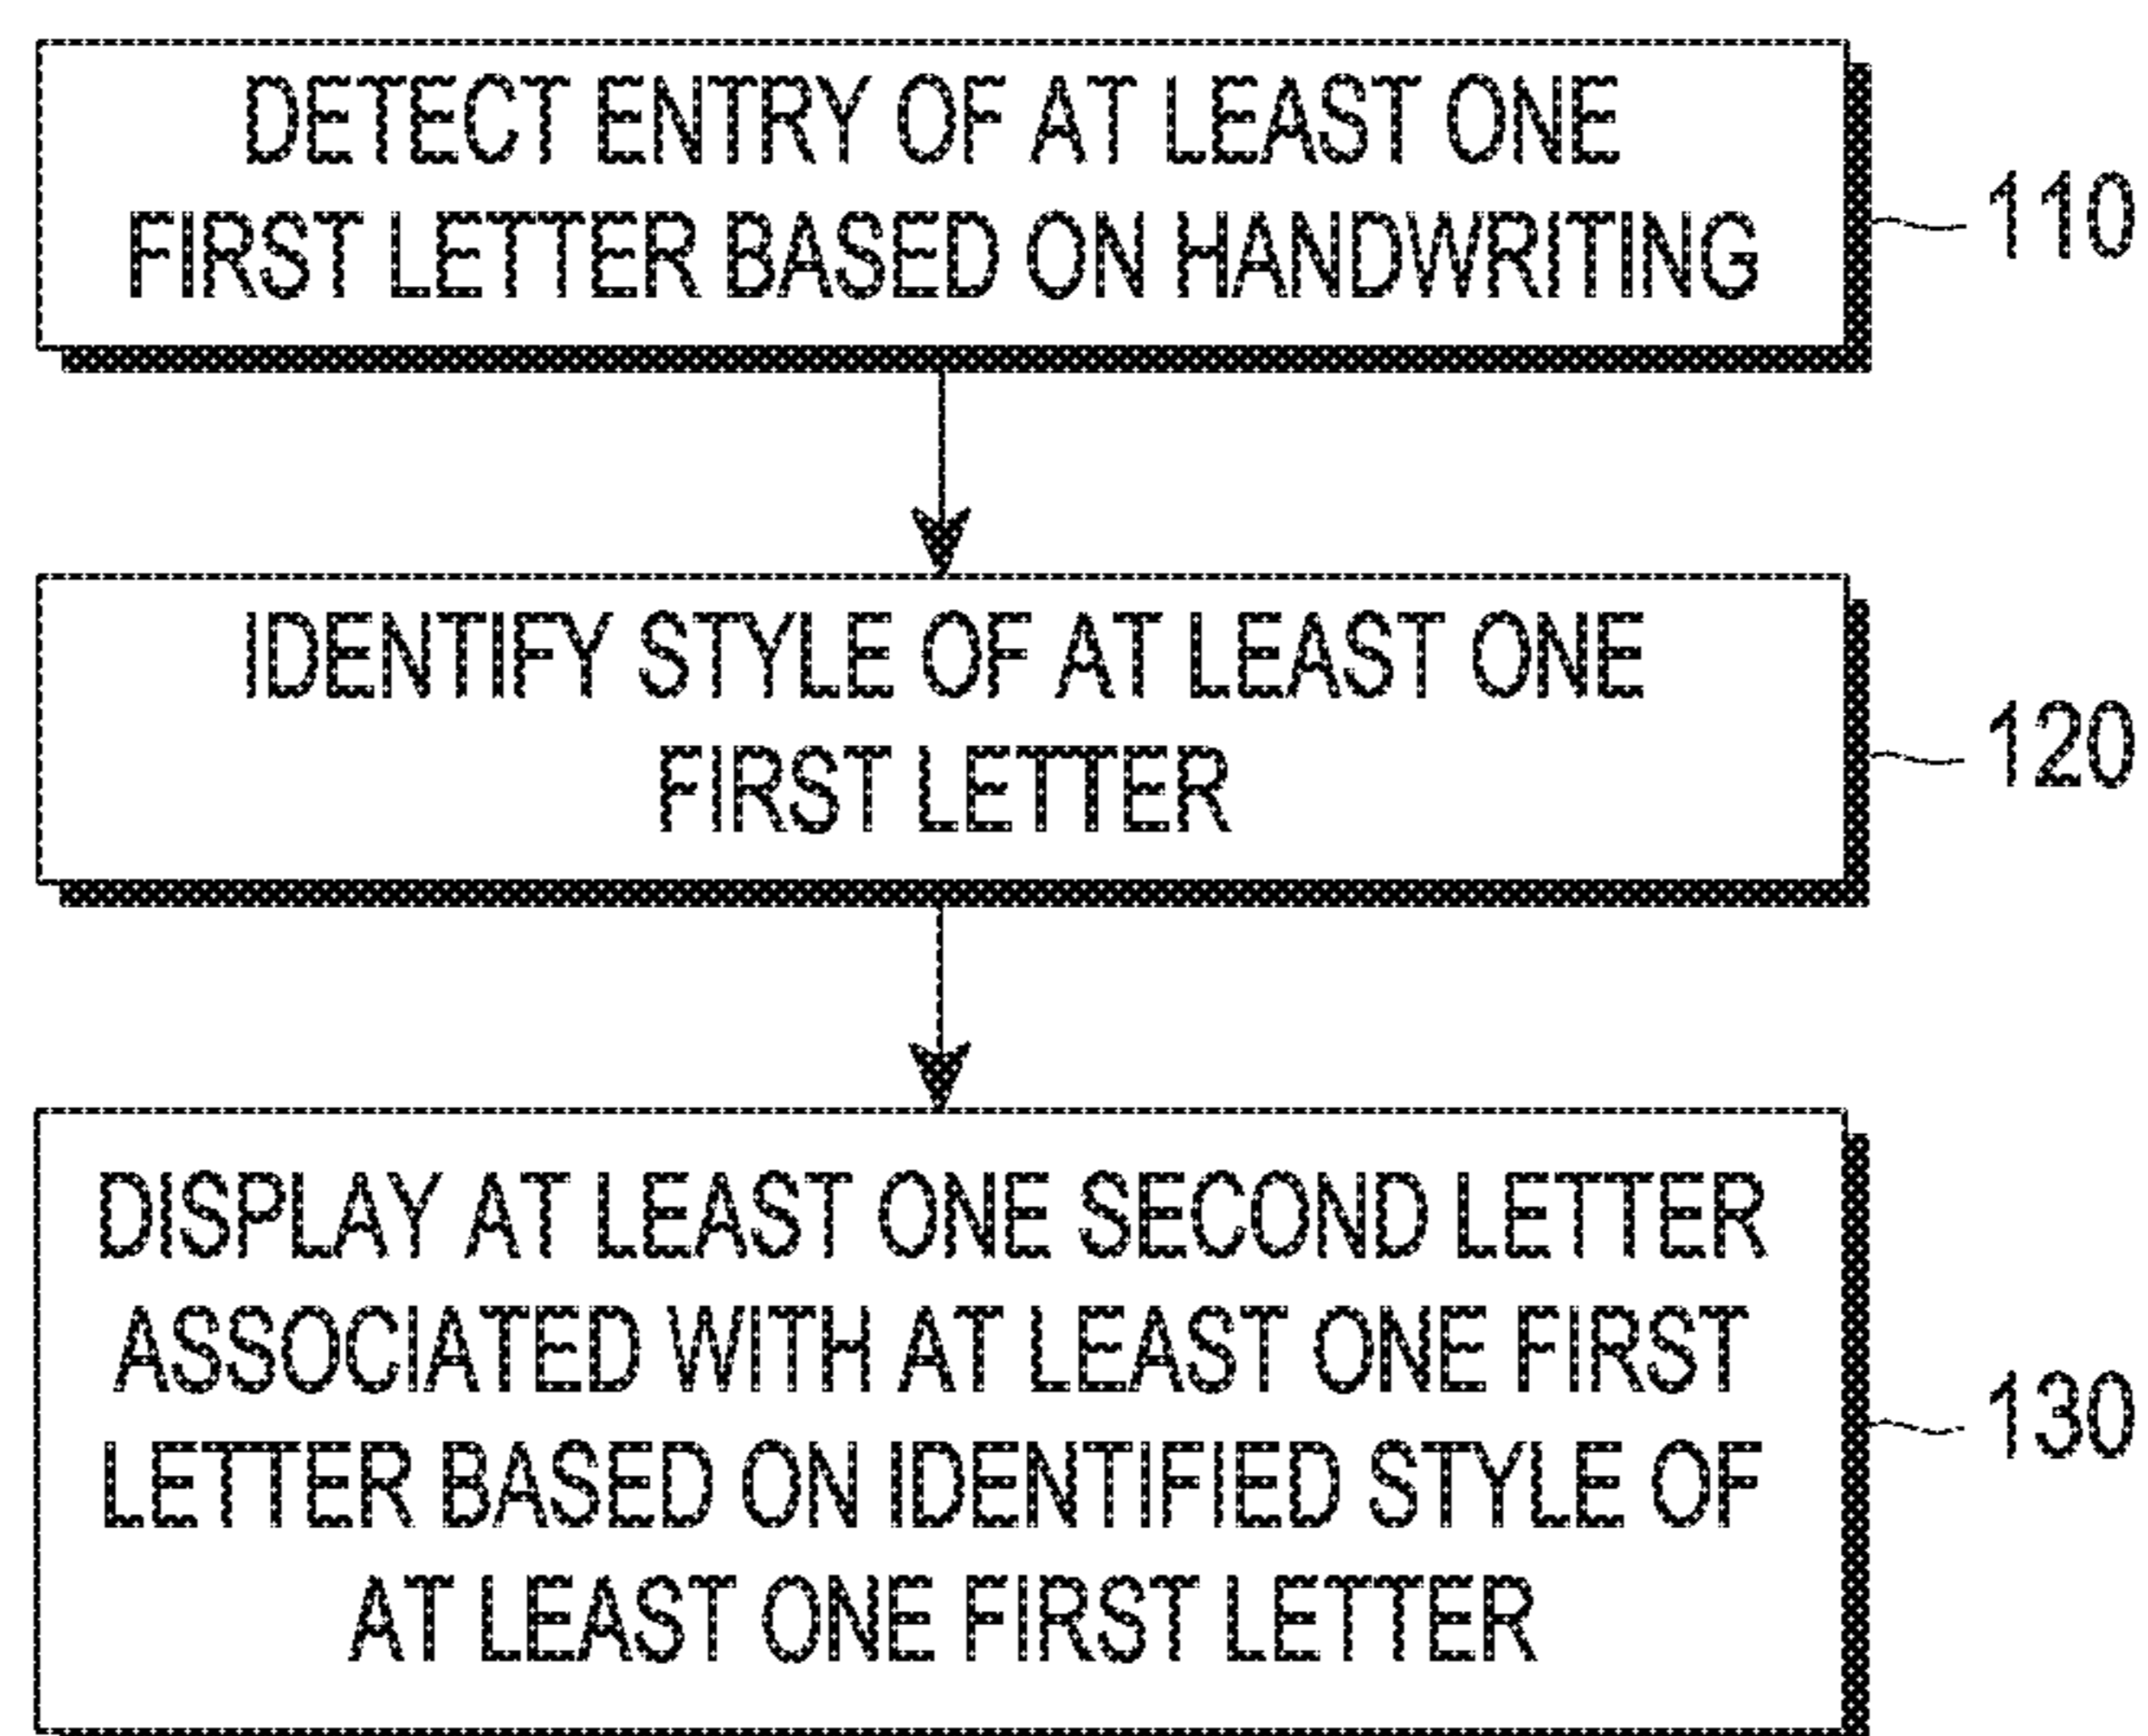 DETECT ENTRY OF AT LEAST ONE
FIRST LETTER BASED ON HANDWRITING
110
IDENTIFY STYLE OF AT LEAST ONE
FIRST LETTER
120
DISPLAY AT LEAST ONE SECOND LETTER
ASSOCIATED WITH AT LEAST ONE FIRST
LETTER BASED ON IDENTIFIED STYLE OF
AT LEAST ONE FIRST LETTER
130